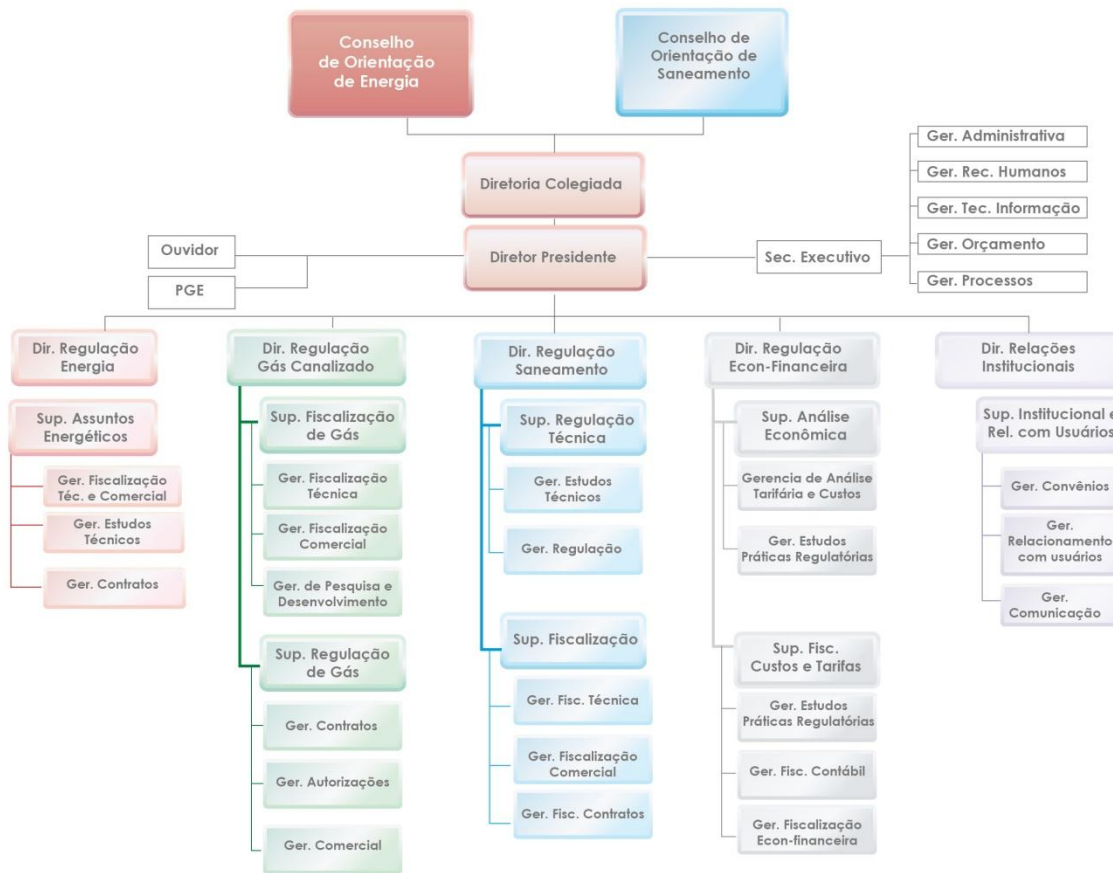 Conselho
de Orientação
de Energia
Conselho de
Orientação de
Saneamento
Diretoria Colegiada
Diretor Presidente
Ouvidor
PGE
Sec. Executivo
Ger. Administrativa
Ger. Rec. Humanos
Ger. Tec. Informação
Ger. Orçamento
Ger. Processos
Dir. Regulação
Energia
Sup. Assuntos
Energéticos
Ger. Fiscalização
Téc. e Comercial
Ger. Estudos
Técnicos
Ger. Contratos
Dir. Regulação
Gás Canalizado
Sup. Fiscalização
de Gás
Ger. Fiscalização
Técnica
Ger. Fiscalização
Comercial
Ger. de Pesquisa e
Desenvolvimento
Sup. Regulação
de Gás
Ger. Contratos
Ger. Autorizações
Ger. Comercial
Dir. Regulação
Saneamento
Sup. Regulação
Técnica
Ger. Estudos
Técnicos
Ger. Regulação
Sup. Fiscalização
Ger. Fisc. Técnica
Ger. Fiscalização
Comercial
Ger. Fisc. Contratos
Dir. Regulação
Econ-Financeira
Sup. Análise
Econômica
Gerencia de Análise
Tarifária e Custos
Ger. Estudos
Práticas Regulatórias
Sup. Fisc.
Custos e Tarifas
Ger. Estudos
Práticas Regulatórias
Ger. Fisc. Contábil
Ger. Fiscalização
Econ-financeira
Dir. Relações
Institucionais
Sup. Institucional e
Rel. com Usuários
Ger. Convênios
Ger.
Relacionamento
com usuários
Ger.
Comunicação